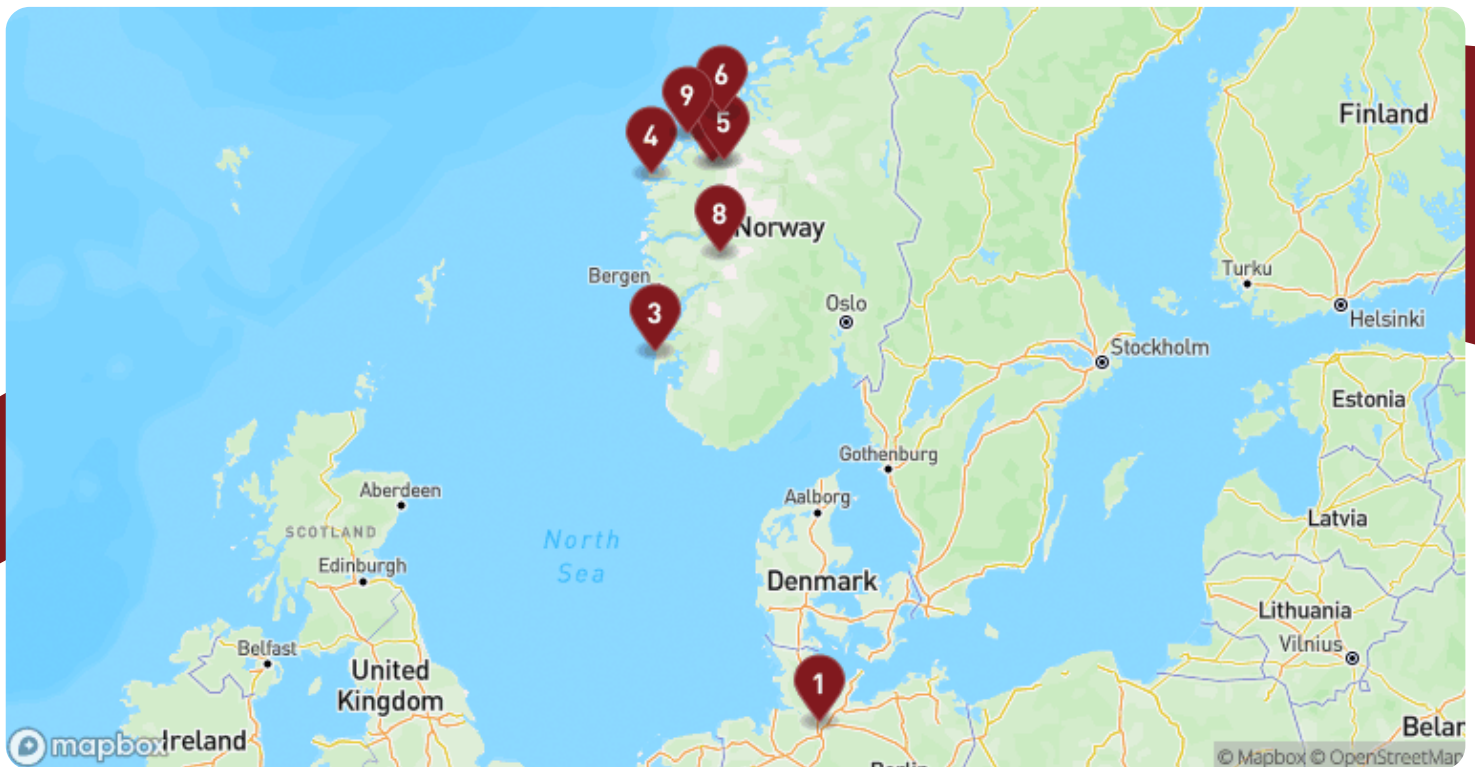 6
9
5
4
Finland
8
Norway
Bergen
Turku
3
Oslo
Helsinki
Stockholm
Estonia
Gothenburg
Aberdeen
Aalborg
SCOTLAND
Latvia
North
Sea
Edinburgh
Denmark
Lithuania
Belfast
Vilnius
United
Kingdom
1
mapbox
Ireland
Belar
© Mapbox © OpenStreetMap